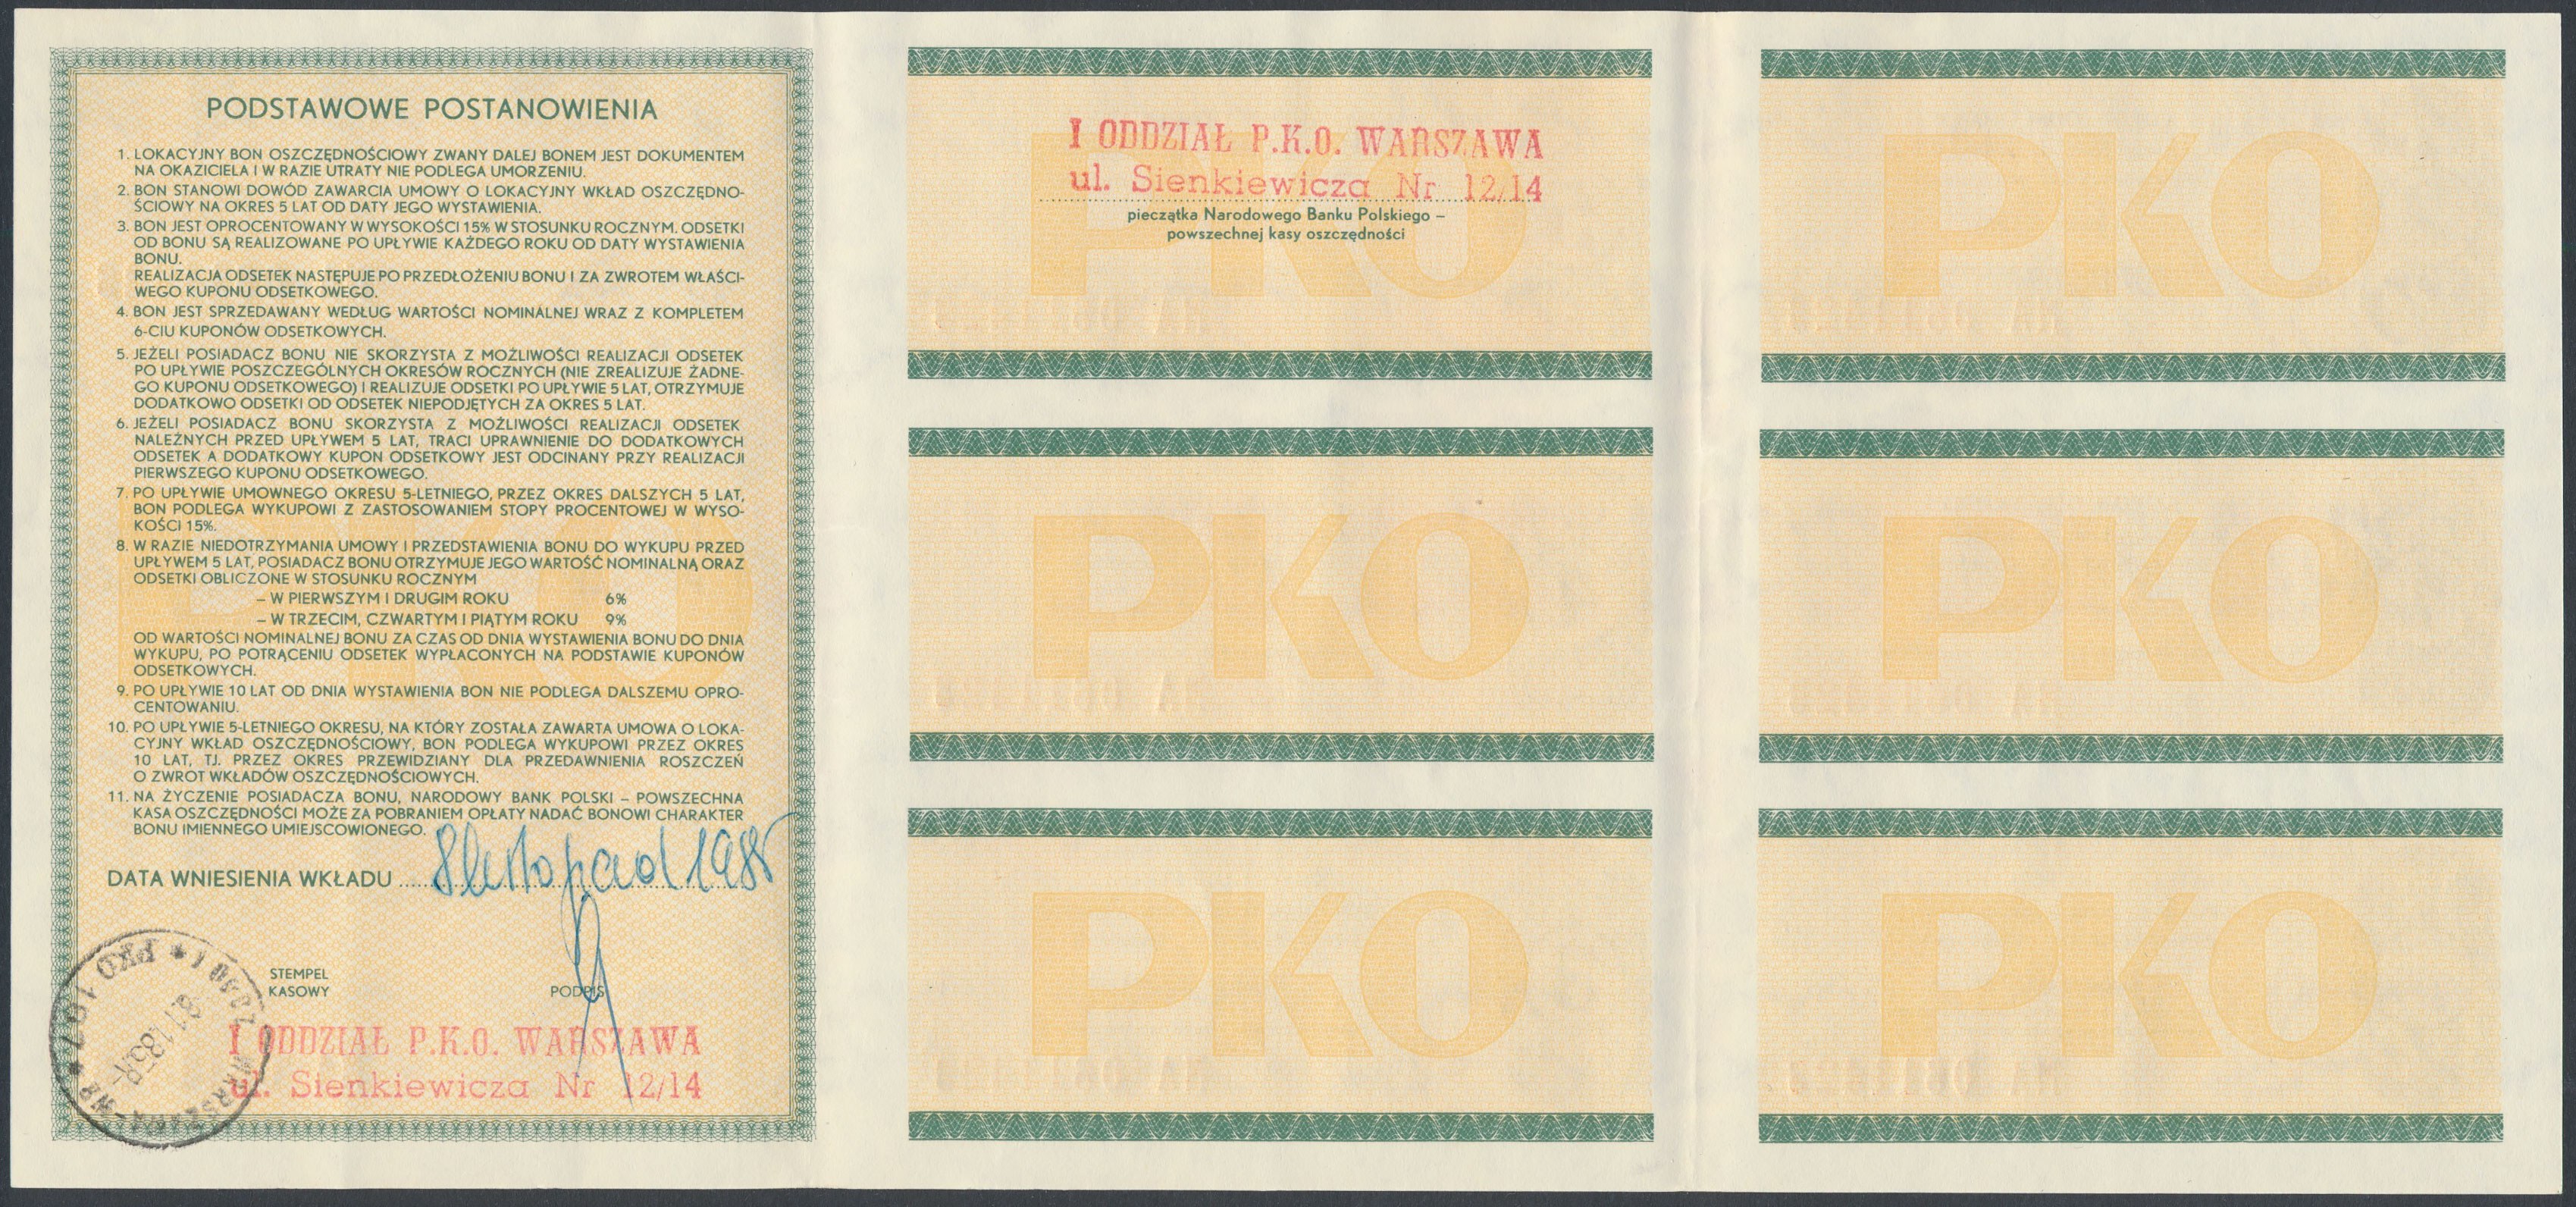 PODSTAWOWE POSTANOWIENIA
1. LOKACYJNY BON OSZCZĘDNOŚCIOWY ZWANY DALEJ BONEM JEST DOKUMENTEM
NA OKAZICIELA I W RAZIE UTRATY NIE PODLEGA UMORZENIU.
2. BON STANOWI DOWÓD ZAWARCIA UMOWY O LOKACYJNY WKŁAD OSZCZĘDNO-
ŚCIOWY NA OKRES 5 LAT OD DATY JEGO WYSTAWIENIA.
3. BON JEST OPROCENTOWANY W WYSOKOŚCI 15% W STOSUNKU ROCZNYM. ODSETKI
OD BONU SĄ REALIZOWANE PO UPŁYWIE KAŻDEGO ROKU OD DATY WYSTAWIENIA
BONU.
REALIZACJA ODSETEK NASTĘPUJE PO PRZEDŁOŻENIU BONU I ZA ZWROTEM WŁAŚCI-
WEGO KUPONU ODSETKOWEGO.
4. BON JEST SPRZEDAWANY WEDŁUG WARTOŚCI NOMINALNEJ WRAZ Z KOMPLETEM
6-CIU KUPONÓW ODSETKOWYCH.
5. JEŻELI POSIADACZ BONU NIE SKORZYSTA Z MOŻLIWOŚCI REALIZACJI ODSETEK
PO UPŁYWIE POSZCZEGÓLNYCH OKRESÓW ROCZNYCH (NIE ZREALIZUJE ŻADNE-
GO KUPONU ODSETKOWEGO) I REALIZUJE ODSETKI PO UPŁYWIE 5 LAT, OTRZYMUJE
DODATKOWO ODSETKI OD ODSETEK NIEPODJĘTYCH ZA OKRES 5 LAT.
6. JEŻELI POSIADACZ BONU SKORZYSTA Z MOŻLIWOŚCI REALIZACJI ODSETEK
NALEŻNYCH PRZED UPŁYWEM 5 LAT, TRACI UPRAWNIENIE DO DODATKOWYCH
ODSETEK A DODATKOWY KUPON ODSETKOWY JEST ODCINANY PRZY REALIZACJI
PIERWSZEGO KUPONU ODSETKOWEGO.
7. PO UPŁYWIE UMOWNEGO OKRESU 5-LETNIEGO, PRZEZ OKRES DALSZYCH 5 LAT,
BON PODLEGA WYKUPOWI Z ZASTOSOWANIEM STOPY PROCENTOWEJ W WYSO-
KOŚCI 15%.
8. W RAZIE NIEDOTRZYMANIA UMOWY I PRZEDSTAWIENIA BONU DO WYKUPU PRZED
UPŁYWEM 5 LAT, POSIADACZ BONU OTRZYMUJE JEGO WARTOŚĆ NOMINALNĄ ORAZ
ODSETKI OBLICZONE W STOSUNKU ROCZNYM
– W PIERWSZYM I DRUGIM ROKU 6%
– W TRZECIM, CZWARTYM I PIĄTYM ROKU 9%
OD WARTOŚCI NOMINALNEJ BONU ZA CZAS OD DNIA WYSTAWIENIA BONU DO DNIA
WYKUPU, PO POTRĄCENIU ODSETEK WYPŁACONYCH NA PODSTAWIE KUPONÓW
ODSETKOWYCH.
9. PO UPŁYWIE 10 LAT OD DNIA WYSTAWIENIA BON NIE PODLEGA DALSZEMU OPRO-
CENTOWANIU.
10. PO UPŁYWIE 5-LETNIEGO OKRESU, NA KTÓRY ZOSTAŁA ZAWARTA UMOWA O LOKA-
CYJNY WKŁAD OSZCZĘDNOŚCIOWY, BON PODLEGA WYKUPOWI PRZEZ OKRES
10 LAT, TJ. PRZEZ OKRES PRZEWIDZIANY DLA PRZEDAWNIENIA ROSZCZEŃ
O ZWROT WKŁADÓW OSZCZĘDNOŚCIOWYCH.
11. NA ŻYCZENIE POSIADACZA BONU, NARODOWY BANK POLSKI – POWSZECHNA
KASA OSZCZĘDNOŚCI MOŻE ZA POBRANIEM OPŁATY NADAĆ BONOWI CHARAKTER
BONU IMIENNEGO UMIEJSCOWIONEGO.
DATA WNIESIENIA WKŁADU 8 listopad 1985
STEMPEL
KASOWY
PODPIS
I ODDZIAŁ P.K.O. WARSZAWA
ul. Sienkiewicza Nr 12/14
PKO
I ODDZIAŁ P.K.O. WARSZAWA
ul. Sienkiewicza Nr 12/14
pieczątka Narodowego Banku Polskiego –
powszechnej kasy oszczędności
PKO
PKO
PKO
PKO
PKO
PKO